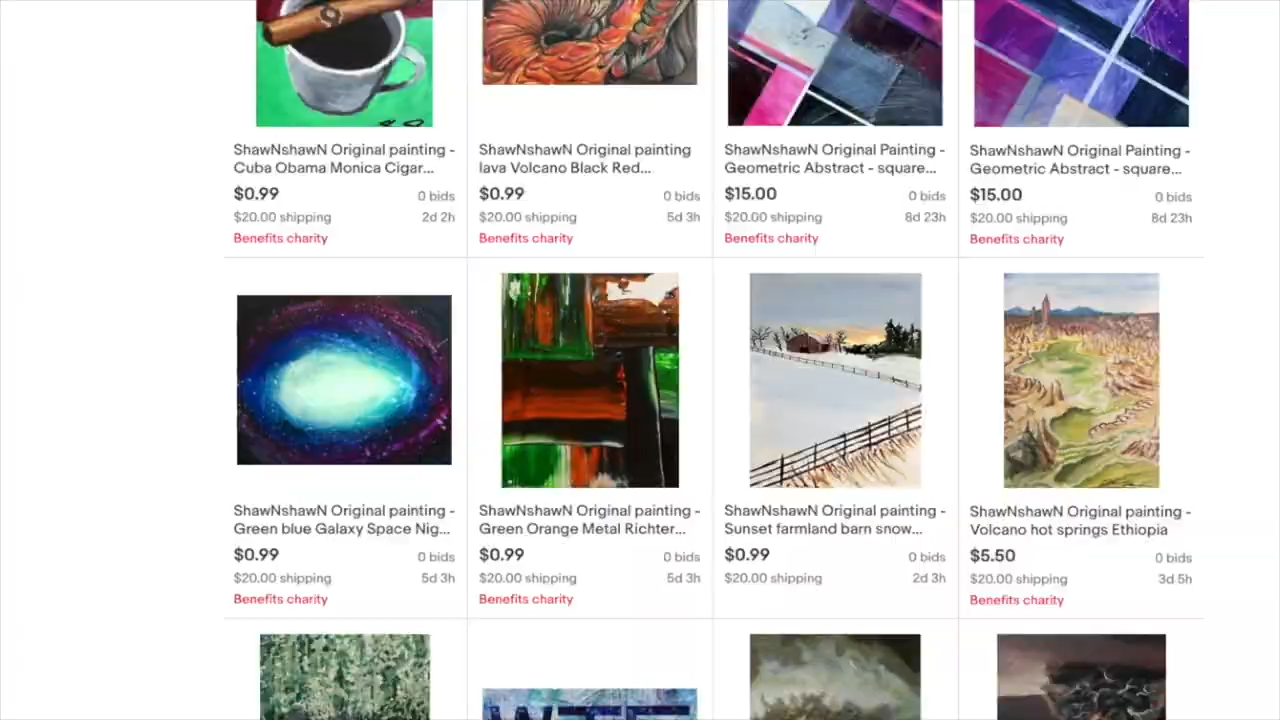 ShawNshawN Original painting -
Cuba Obama Monica Cigar...
$0.99 0 bids
$20.00 shipping 2d 2h
Benefits charity
ShawNshawN Original painting
lava Volcano Black Red...
$0.99 0 bids
$20.00 shipping 5d 3h
Benefits charity
ShawNshawN Original Painting -
Geometric Abstract - square...
$15.00 0 bids
$20.00 shipping 8d 23h
Benefits charity
ShawNshawN Original Painting -
Geometric Abstract - square...
$15.00 0 bids
$20.00 shipping 8d 23h
Benefits charity
ShawNshawN Original painting -
Green blue Galaxy Space Nig...
$0.99 0 bids
$20.00 shipping 5d 3h
Benefits charity
ShawNshawN Original painting -
Green Orange Metal Richter...
$0.99 0 bids
$20.00 shipping 5d 3h
Benefits charity
ShawNshawN Original painting -
Sunset farmland barn snow...
$0.99 0 bids
$20.00 shipping 2d 3h
ShawNshawN Original painting -
Volcano hot springs Ethiopia
$5.50 0 bids
$20.00 shipping 3d 5h
Benefits charity